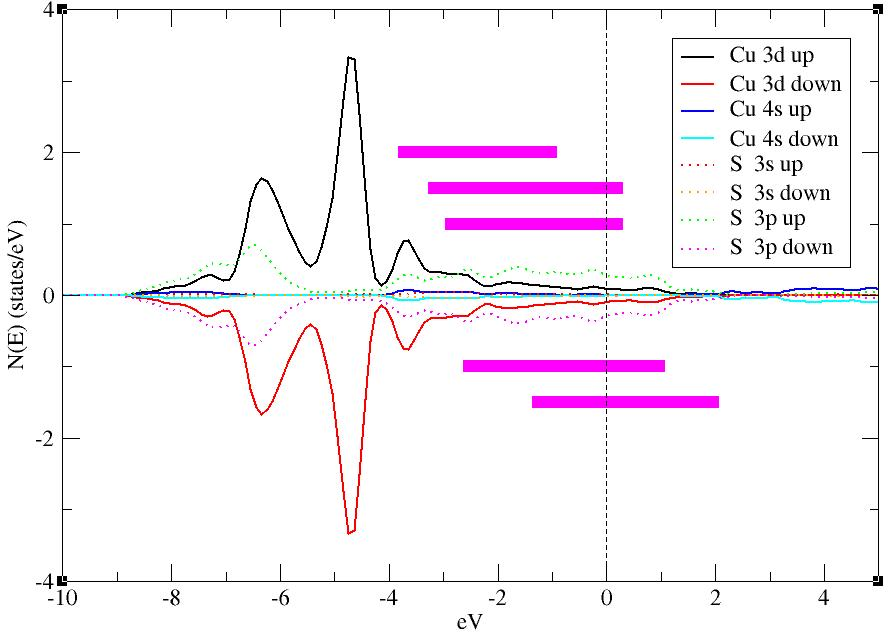 4
2
0
-2
-4
N(E) (states/eV)
Cu 3d up
Cu 3d down
Cu 4s up
Cu 4s down
S 3s up
S 3s down
S 3p up
S 3p down
-10 -8 -6 -4 -2 0 2 4
eV